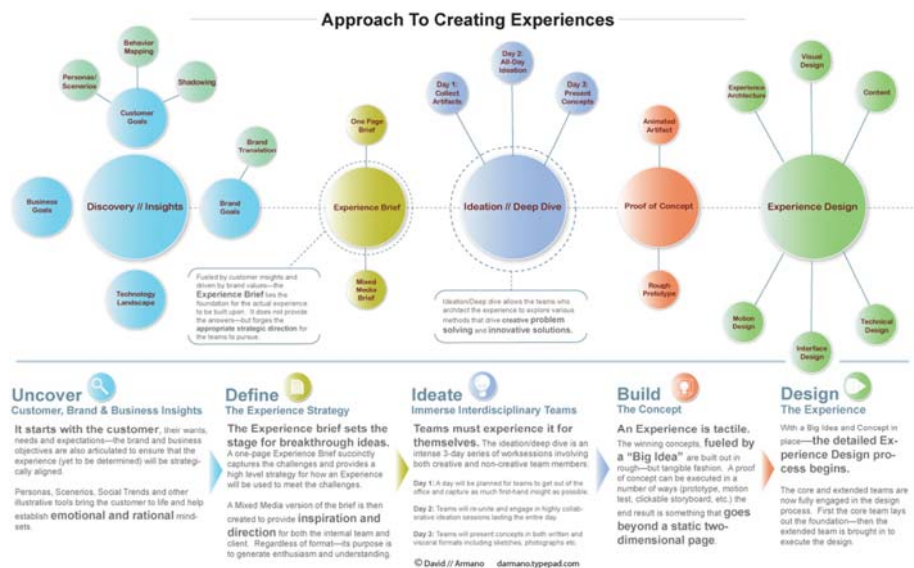 Approach To Creating Experiences
Behavior
Mapping
Personas/
Scenerios
Shadowing
Customer
Goals
Brand
Translation
Business
Goals
Discovery // Insights
Brand
Goals
Technology
Landscape
One Page
Brief
Experience Brief
Mixed
Media
Brief
Fueled by customer insights and
driven by brand values—the
Experience Brief lies the
foundation for the actual experience
to be built upon. It does not provide
the answers—but forges the
appropriate strategic direction for
the teams to pursue.
Day 1:
Collect
Artifacts
Day 2:
All-Day
Ideation
Day 3:
Present
Concepts
Ideation // Deep Dive
Ideation/Deep dive allows the teams who
architect the experience to explore various
methods that drive creative problem
solving and innovative solutions.
Animated
Artifact
Proof of Concept
Rough
Prototype
Experience
Architecture
Visual
Design
Content
Experience Design
Motion
Design
Interface
Design
Technical
Design
Uncover
Customer, Brand & Business Insights
It starts with the customer, their wants,
needs and expectations—the brand and business
objectives are also articulated to ensure that the
experience (yet to be determined) will be strateg-
ically aligned.
Personas, Scenerios, Social Trends and other
illustrative tools bring the customer to life and help
establish emotional and rational mind-
sets.
Define
The Experience Strategy
The Experience brief sets the
stage for breakthrough ideas.
A one-page Experience Brief succinctly
captures the challenges and provides a
high level strategy for how an Experience
will be used to meet the challenges.
A Mixed Media version of the brief is then
created to provide inspiration and
direction for both the internal team and
client. Regardless of format—its purpose is
to generate enthusiasm and understanding.
Ideate
Immerse Interdisciplinary Teams
Teams must experience it for
themselves. The ideation/deep dive is an
intense 3-day series of worksessions involving
both creative and non-creative team members.
Day 1: A day will be planned for teams to get out of the
office and capture as much first-hand insight as possible.
Day 2: Teams will re-unite and engage in highly collab-
erative ideation sessions lasting the entire day.
Day 3: Teams will present concepts in both written and
visceral formats including sketches, photographs etc.
Build
The Concept
An Experience is tactile.
The winning concepts, fueled by
a “Big Idea” are built out in
rough—but tangible fashion. A proof of
concept can be executed in a
number of ways (prototype, motion
test, clickable storyboard, etc.) the
end result is something that goes
beyond a static two-
dimensional page.
Design
The Experience
With a Big Idea and Concept in
place—the detailed Exp-
erience Design pro-
cess begins.
The core and extended teams are
now fully engaged in the design
process. First the core team lays
out the foundation—then the
extended team is brought in to
execute the design.
© David // Armano darmano.typepad.com